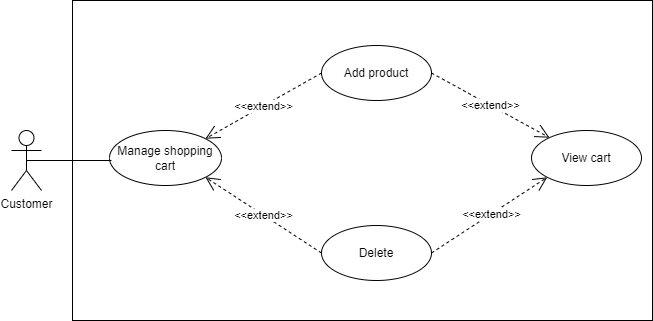 Add product
<<extend>>
<<extend>>
Manage shopping
cart
View cart
Customer
<<extend>>
<<extend>>
Delete